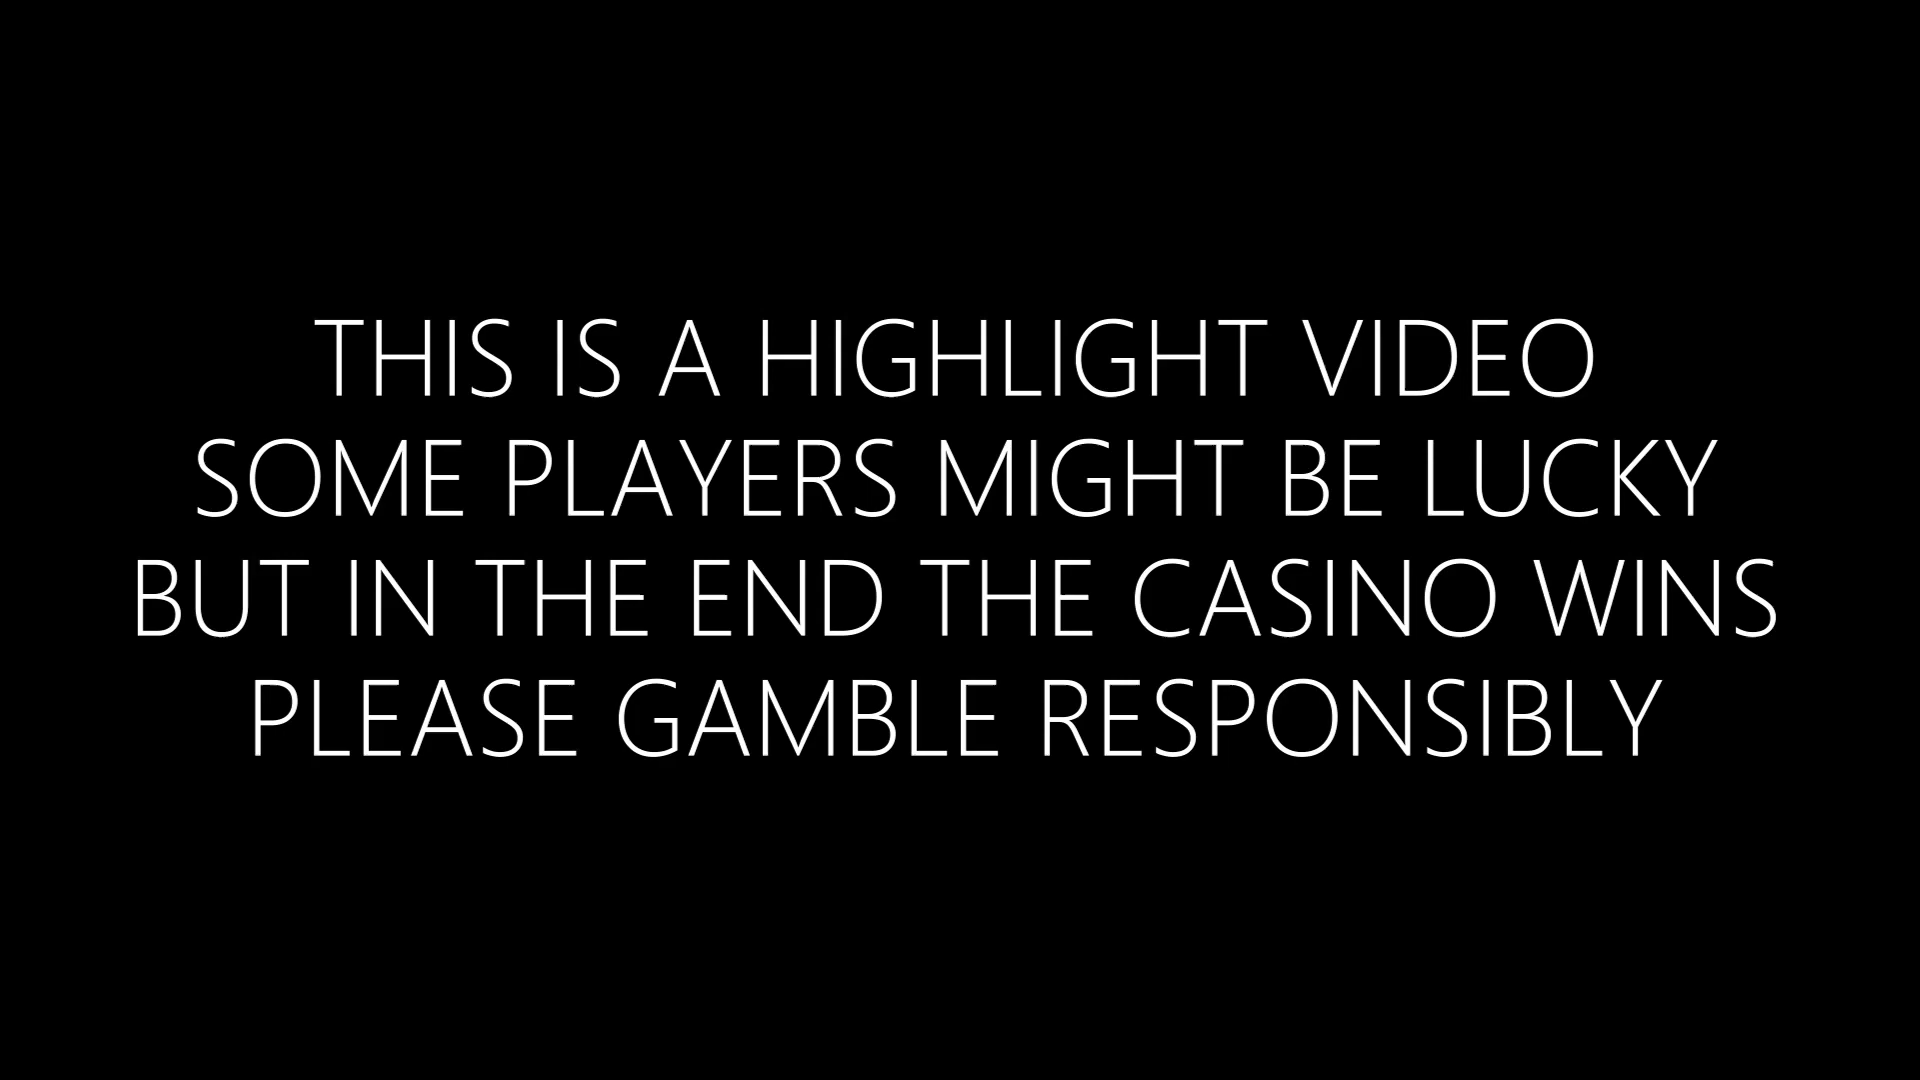 THIS IS A HIGHLIGHT VIDEO
SOME PLAYERS MIGHT BE LUCKY
BUT IN THE END THE CASINO WINS
PLEASE GAMBLE RESPONSIBLY